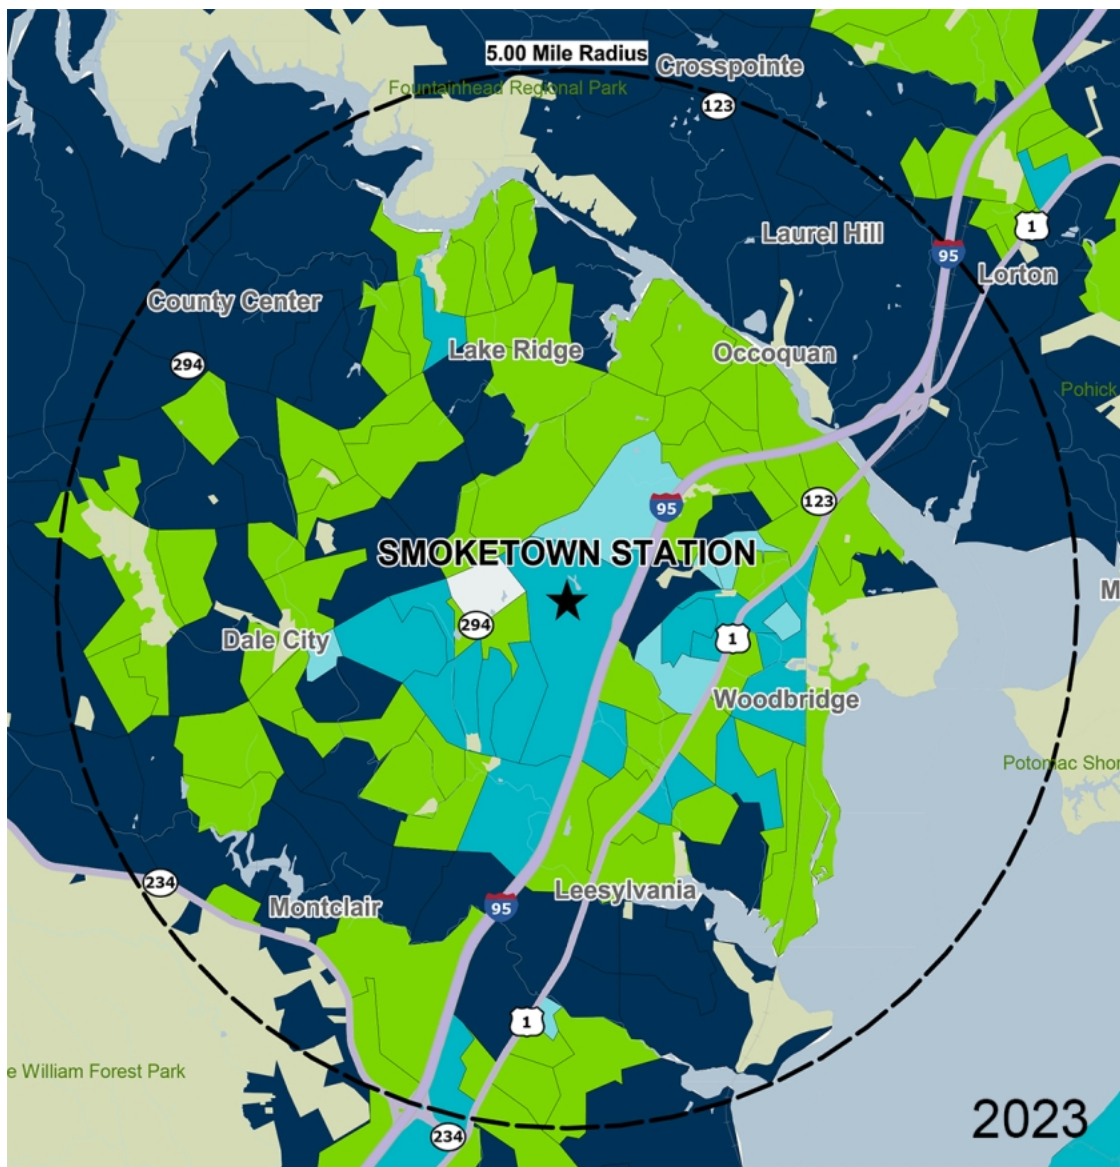 5.00 Mile Radius
Crosspointe
Fountainhead Regional Park
123
1
Laurel Hill
95
Lorton
County Center
Lake Ridge
Occoquan
294
Pohick
123
95
SMOKETOWN STATION
M
294
1
Dale City
Woodbridge
Potomac Shor
234
Leesylvania
Montclair
95
1
e William Forest Park
2023
234